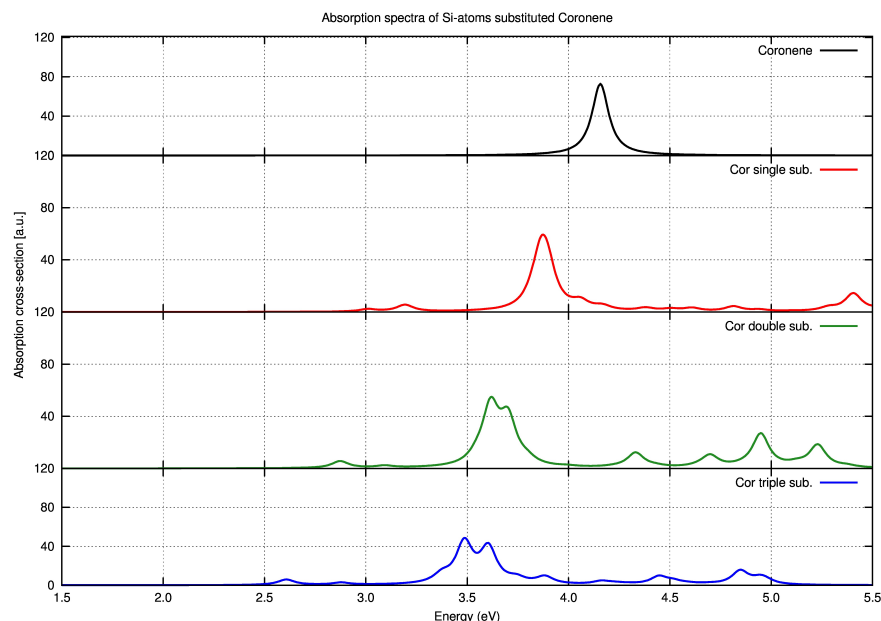 Absorption spectra of Si-atoms substituted Coronene
120
Coronene
80
40
120
Cor single sub.
80
40
120
Cor double sub.
80
40
120
Cor triple sub.
80
40
0
1.5 2.0 2.5 3.0 3.5 4.0 4.5 5.0 5.5
Energy (eV)
Absorption cross-section [a.u.]